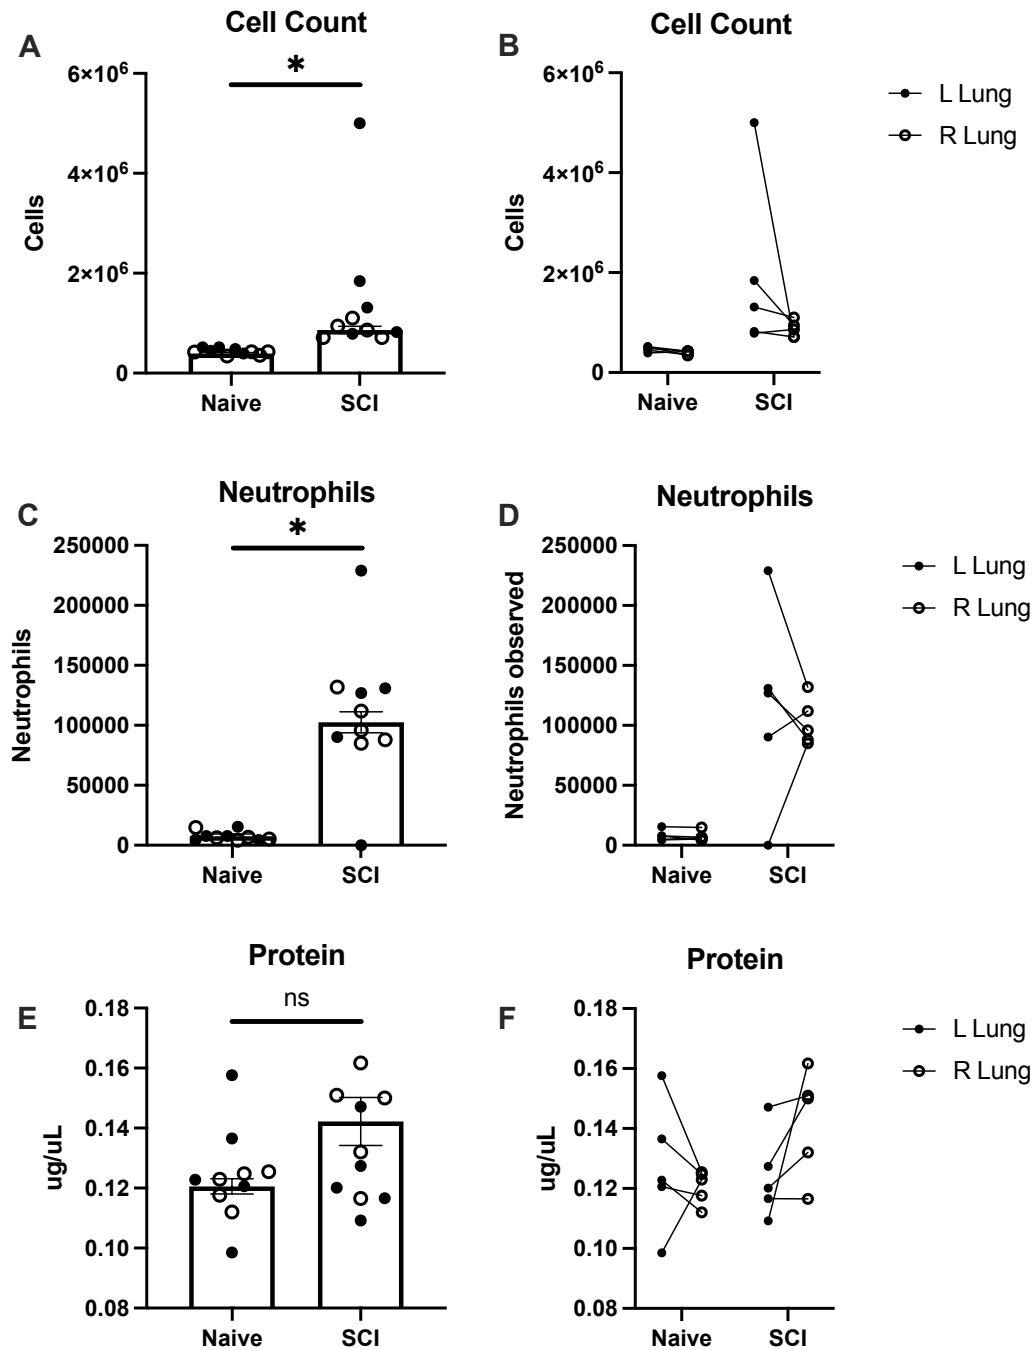 A
Cell Count
*
6×10⁶
4×10⁶
2×10⁶
0
Cells
Naive
SCI
B
Cell Count
6×10⁶
4×10⁶
2×10⁶
0
Cells
Naive
SCI
L Lung
R Lung
C
Neutrophils
*
250000
200000
150000
100000
50000
0
Neutrophils
Naive
SCI
D
Neutrophils
250000
200000
150000
100000
50000
0
Neutrophils observed
Naive
SCI
L Lung
R Lung
E
Protein
ns
0.18
0.16
0.14
0.12
0.10
0.08
ug/uL
Naive
SCI
F
Protein
0.18
0.16
0.14
0.12
0.10
0.08
ug/uL
Naive
SCI
L Lung
R Lung